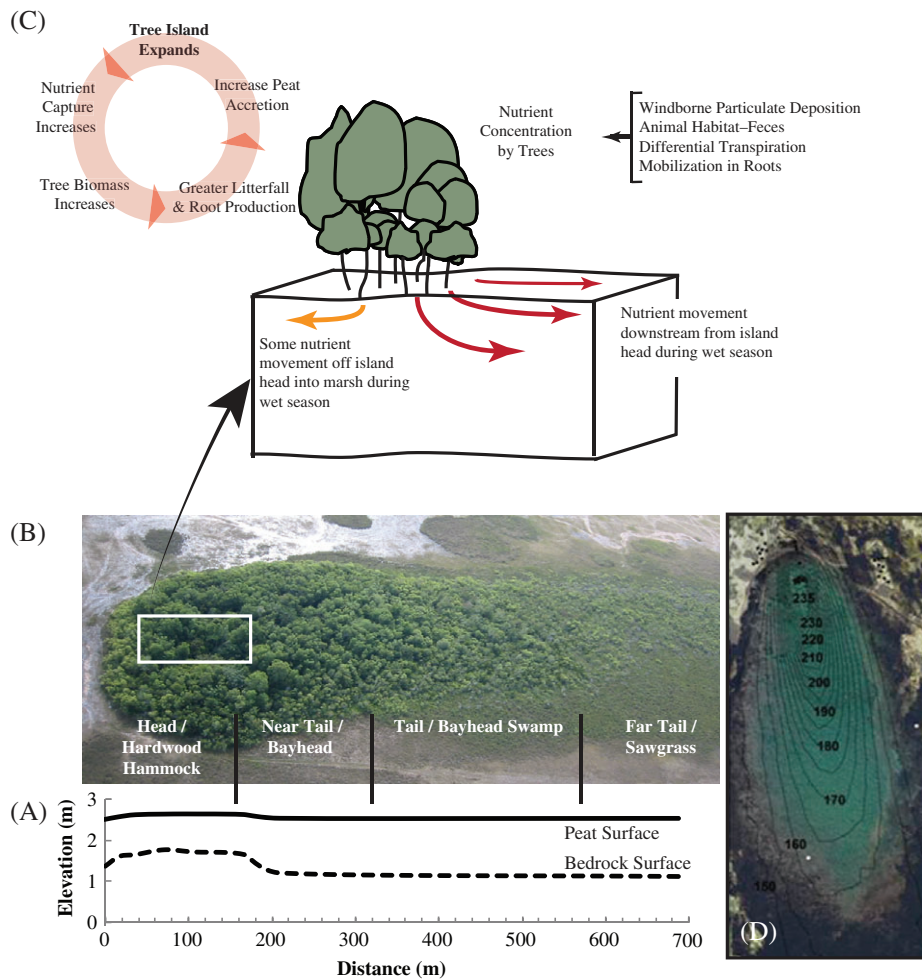 (C)
Tree Island
Expands
Nutrient
Capture
Increases
Increase Peat
Accretion
Tree Biomass
Increases
Greater Litterfall
& Root Production
Nutrient
Concentration
by Trees
Windborne Particulate Deposition
Animal Habitat–Feces
Differential Transpiration
Mobilization in Roots
Some nutrient
movement off island
head into marsh during
wet season
Nutrient movement
downstream from island
head during wet season
(B)
Head /
Hardwood
Hammock
Near Tail /
Bayhead
Tail / Bayhead Swamp
Far Tail /
Sawgrass
(A)
Elevation (m)
3
2
1
0
Peat Surface
Bedrock Surface
0 100 200 300 400 500 600 700
Distance (m)
235
230
220
210
200
190
180
170
160
150
(D)